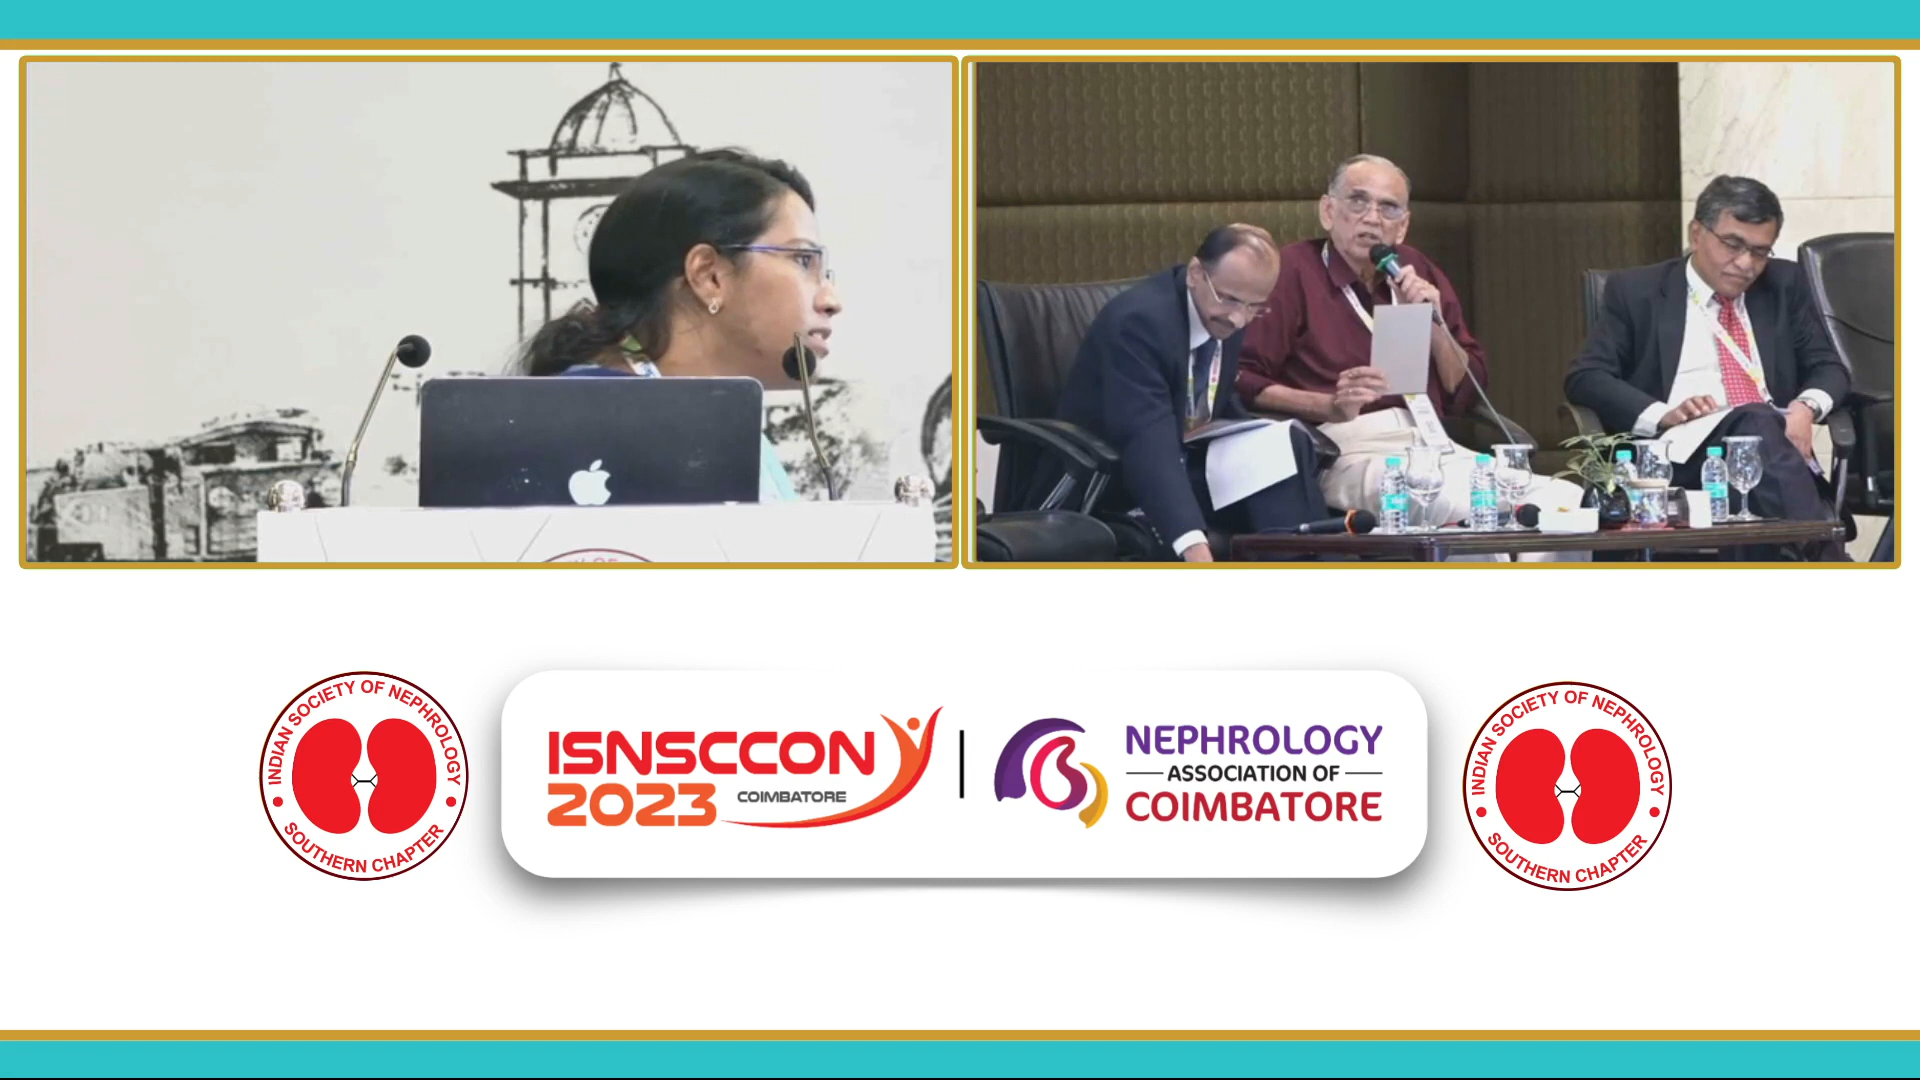 INDIAN SOCIETY OF NEPHROLOGY
SOUTHERN CHAPTER
ISNSCCON
2023 COIMBATORE
NEPHROLOGY
ASSOCIATION OF
COIMBATORE
INDIAN SOCIETY OF NEPHROLOGY
SOUTHERN CHAPTER